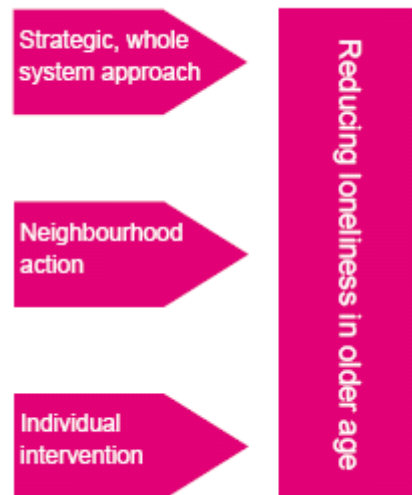 Strategic, whole
system approach
Neighbourhood
action
Individual
intervention
Reducing loneliness in older age